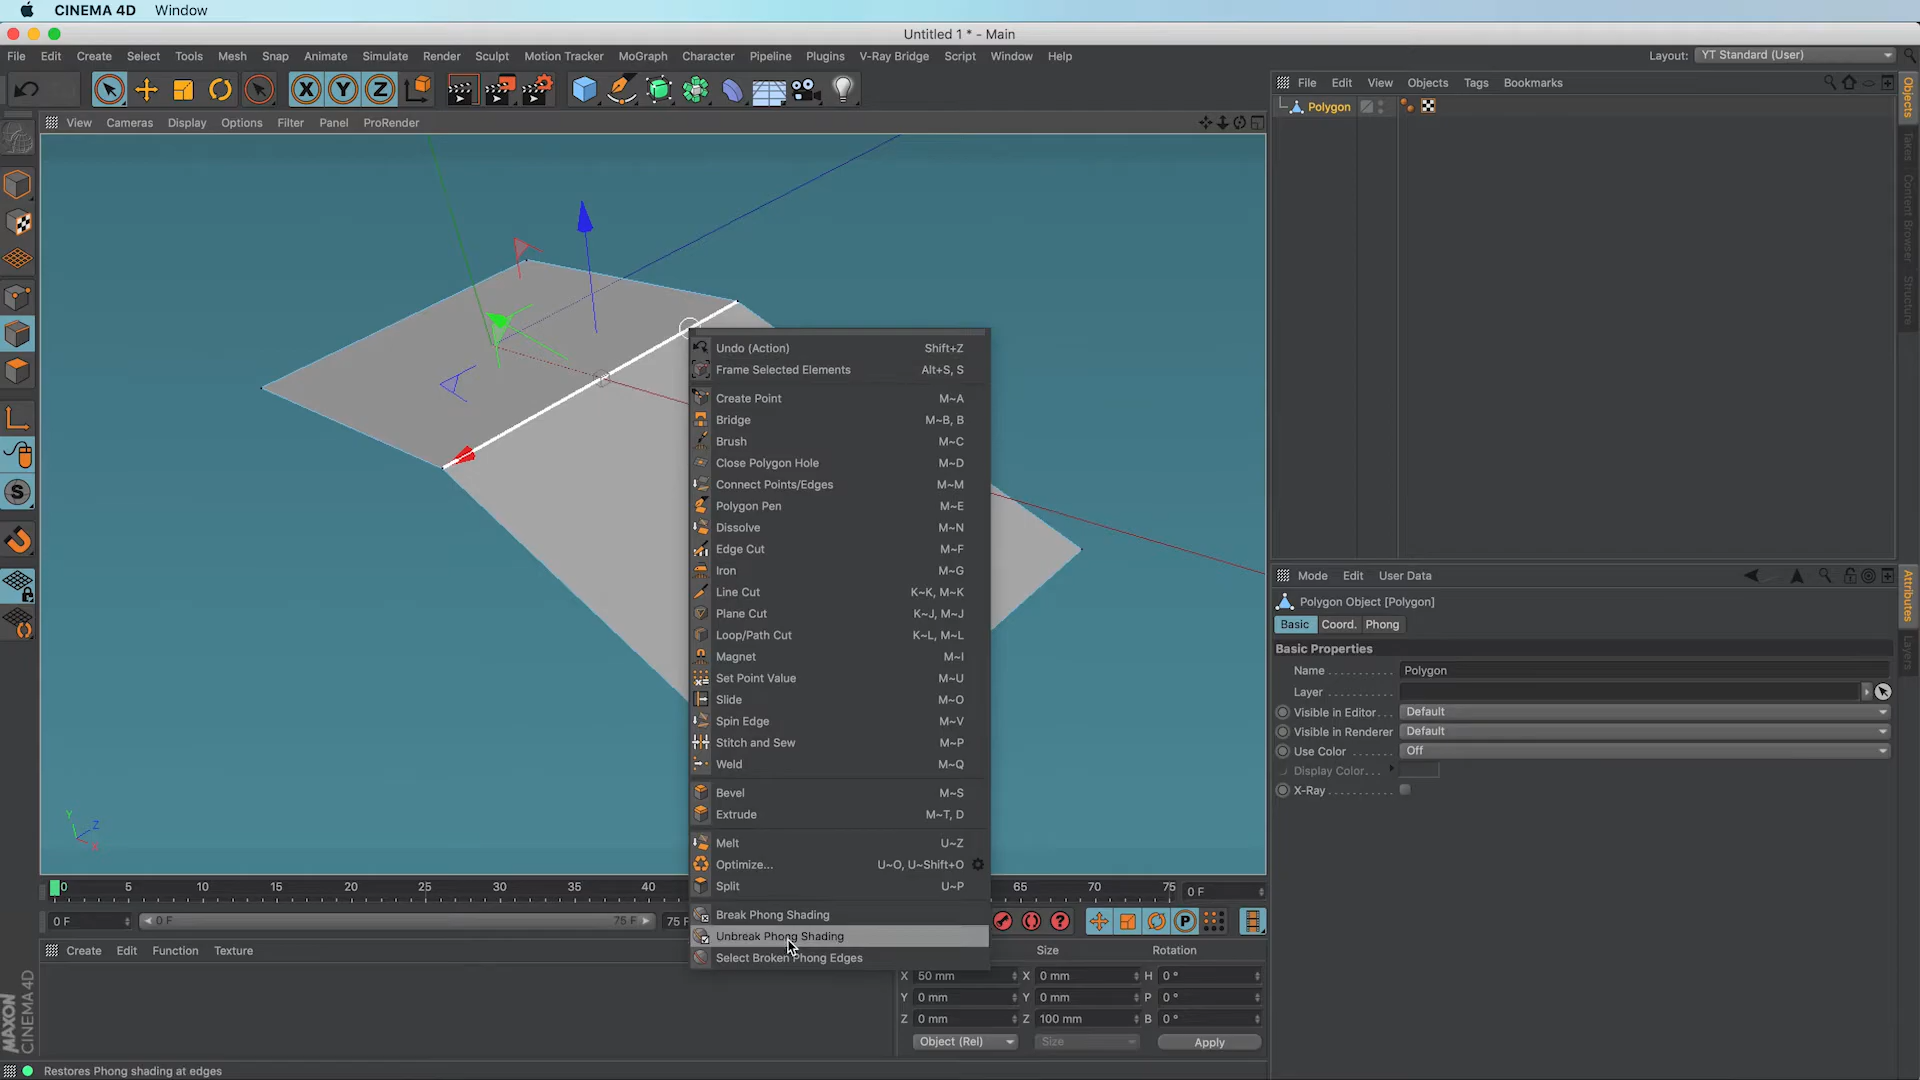 CINEMA 4D Window
Untitled 1 * - Main
File Edit Create Select Tools Mesh Snap Animate Simulate Render Sculpt Motion Tracker MoGraph Character Pipeline Plugins V-Ray Bridge Script Window Help
Layout: YT Standard (User)
X Y Z
File Edit View Objects Tags Bookmarks
Objects
Takes
Content Browser
Structure
Polygon
View Cameras Display Options Filter Panel ProRender
Undo (Action) Shift+Z
Frame Selected Elements Alt+S, S
Create Point M~A
Bridge M~B, B
Brush M~C
Close Polygon Hole M~D
Connect Points/Edges M~M
Polygon Pen M~E
Dissolve M~N
Edge Cut M~F
Iron M~G
Line Cut K~K, M~K
Plane Cut K~J, M~J
Loop/Path Cut K~L, M~L
Magnet M~I
Set Point Value M~U
Slide M~O
Spin Edge M~V
Stitch and Sew M~P
Weld M~Q
Bevel M~S
Extrude M~T, D
Melt U~Z
Optimize... U~O, U~Shift+O
Split U~P
Break Phong Shading
Unbreak Phong Shading
Select Broken Phong Edges
Mode Edit User Data
Attributes
Layers
Polygon Object [Polygon]
Basic Coord. Phong
Basic Properties
Name . . . . . . . . . . . Polygon
Layer . . . . . . . . . . .
Visible in Editor . . . Default
Visible in Renderer Default
Use Color . . . . . . . Off
Display Color. . .
X-Ray . . . . . . . . . . .
Y Z X
S
0 5 10 15 20 25 30 35 40 65 70 75 0 F
0 F 0 F 75 F 75 F
P
Create Edit Function Texture
Size Rotation
X 50 mm X 0 mm H 0 °
Y 0 mm Y 0 mm P 0 °
Z 0 mm Z 100 mm B 0 °
Object (Rel) Size Apply
MAXON
CINEMA 4D
Restores Phong shading at edges